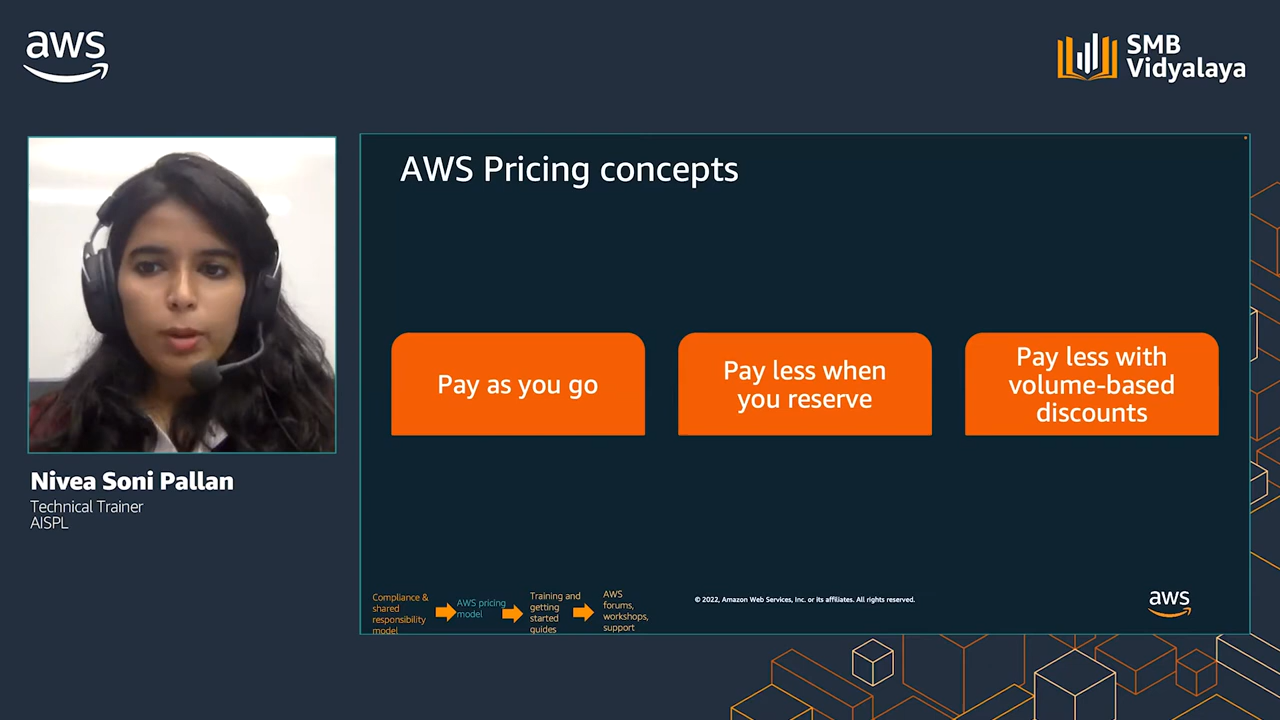 aws
SMB
Vidyalaya
AWS Pricing concepts
Pay as you go
Pay less when
you reserve
Pay less with
volume-based
discounts
Nivea Soni Pallan
Technical Trainer
AISPL
Compliance &
shared
responsibility
model
AWS pricing
model
Training and
getting
started
guides
AWS
forums,
workshops,
support
© 2022, Amazon Web Services, Inc. or its affiliates. All rights reserved.
aws